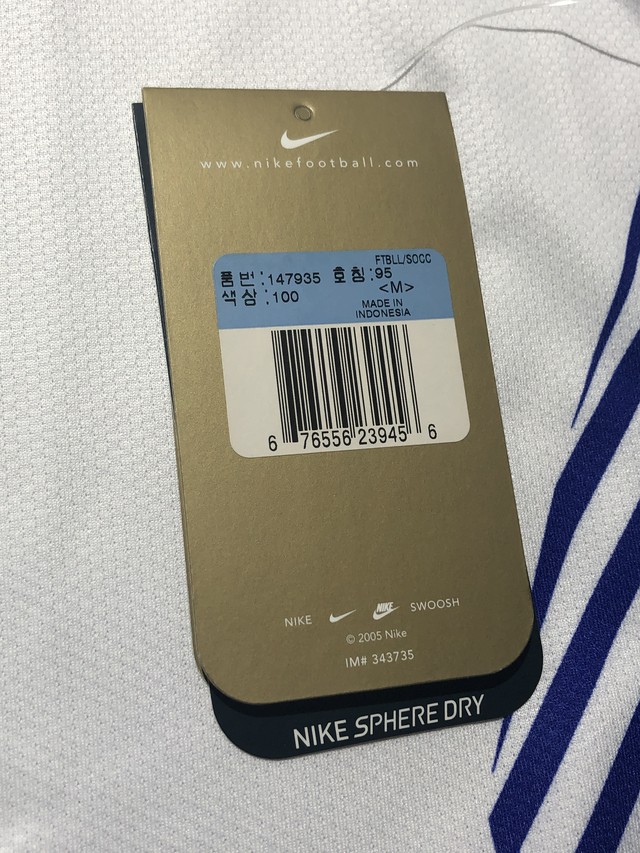 www.nikefootball.com
FTBLL/SOCC
품번:147935 호칭:95
색상:100 <M>
MADE IN
INDONESIA
6 76556 23945 6
NIKE NIKE SWOOSH
© 2005 Nike
IM# 343735
NIKE SPHERE DRY